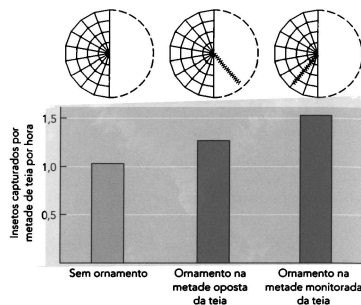 Insetos capturados por
metade de teia por hora
1,5
1,0
0,5
Sem ornamento
Ornamento na
metade oposta
da teia
Ornamento na
metade monitorada
da teia